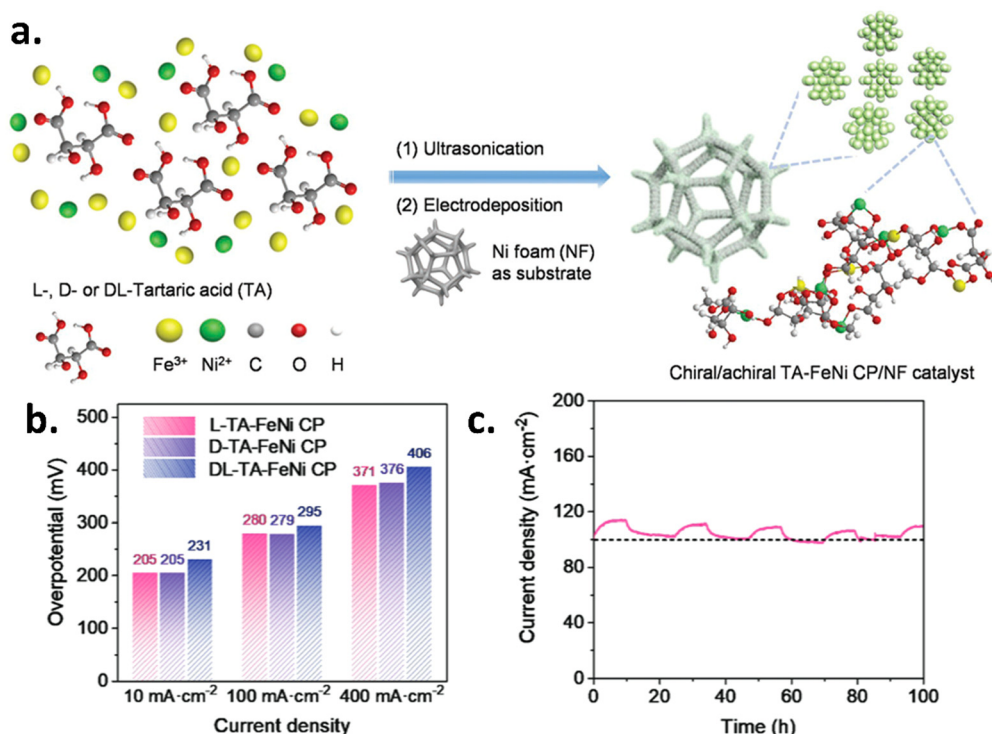 a.
(1) Ultrasonication
(2) Electrodeposition
Ni foam (NF)
as substrate
L-, D- or DL-Tartaric acid (TA)
Fe³⁺ Ni²⁺ C O H
Chiral/achiral TA-FeNi CP/NF catalyst
b.
Overpotential (mV)
500
400
300
200
100
0
L-TA-FeNi CP
D-TA-FeNi CP
DL-TA-FeNi CP
205 205 231
280 279 295
371 376 406
10 mA·cm⁻² 100 mA·cm⁻² 400 mA·cm⁻²
Current density
c.
Current density (mA·cm⁻²)
200
160
120
80
40
0
0 20 40 60 80 100
Time (h)